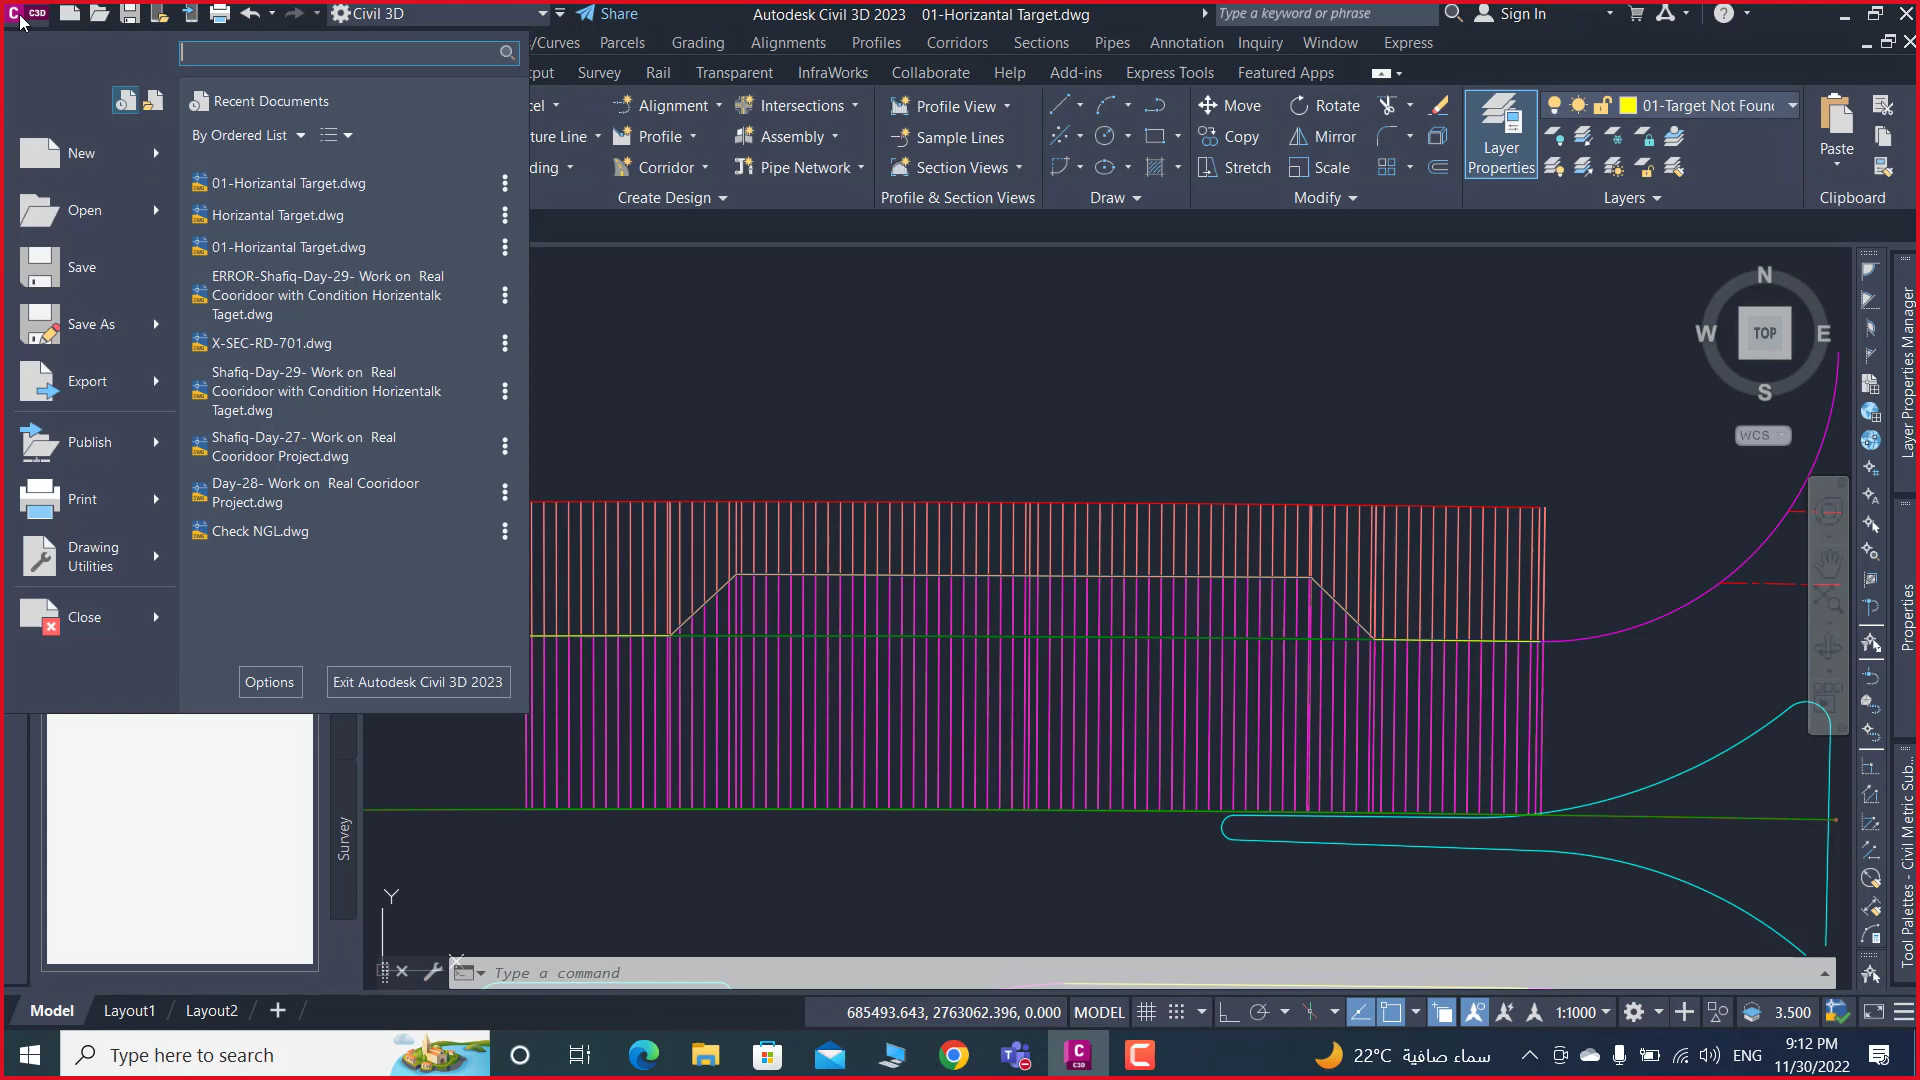 C3D
Civil 3D
Share
Autodesk Civil 3D 2023 01-Horizantal Target.dwg
Type a keyword or phrase
Sign In
/Curves
Parcels
Grading
Alignments
Profiles
Corridors
Sections
Pipes
Annotation
Inquiry
Window
Express
put
Survey
Rail
Transparent
InfraWorks
Collaborate
Help
Add-ins
Express Tools
Featured Apps
Recent Documents
By Ordered List
New
Open
Save
Save As
Export
Publish
Print
Drawing
Utilities
Close
01-Horizantal Target.dwg
Horizantal Target.dwg
01-Horizantal Target.dwg
ERROR-Shafiq-Day-29- Work on Real
Cooridoor with Condition Horizentalk
Taget.dwg
X-SEC-RD-701.dwg
Shafiq-Day-29- Work on Real
Cooridoor with Condition Horizentalk
Taget.dwg
Shafiq-Day-27- Work on Real
Cooridoor Project.dwg
Day-28- Work on Real Cooridoor
Project.dwg
Check NGL.dwg
Options
Exit Autodesk Civil 3D 2023
cel
Alignment
Intersections
ture Line
Profile
Assembly
ding
Corridor
Pipe Network
Create Design
Profile View
Sample Lines
Section Views
Profile & Section Views
Draw
Move
Rotate
Copy
Mirror
Stretch
Scale
Modify
Layer
Properties
01-Target Not Found
Layers
Paste
Clipboard
N
W
TOP
E
S
WCS
Layer Properties Manager
Properties
Tool Palettes - Civil Metric Sub...
Survey
Y
X
Type a command
Model
Layout1
Layout2
685493.643, 2763062.396, 0.000
MODEL
1:1000
3.500
Type here to search
C3D
22°C سماء صافية
ENG
9:12 PM
11/30/2022